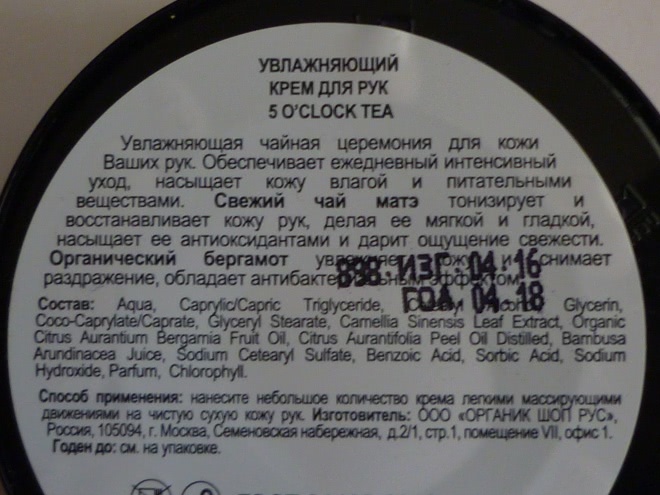 УВЛАЖНЯЮЩИЙ
КРЕМ ДЛЯ РУК
5 O'CLOCK TEA
Увлажняющая чайная церемония для кожи
Ваших рук. Обеспечивает ежедневный интенсивный
уход, насыщает кожу влагой и питательными
веществами. Свежий чай матэ тонизирует и
восстанавливает кожу рук, делая ее мягкой и гладкой,
насыщает ее антиоксидантами и дарит ощущение свежести.
Органический бергамот увлажняет кожу, снимает
раздражение, обладает антибактериальным эффектом.
898 ИЗГ. 04.16
ГОД 04.18
Состав: Aqua, Caprylic/Capric Triglyceride, Glycerin,
Coco-Caprylate/Caprate, Glyceryl Stearate, Camellia Sinensis Leaf Extract, Organic
Citrus Aurantium Bergamia Fruit Oil, Citrus Aurantifolia Peel Oil Distilled, Bambusa
Arundinacea Juice, Sodium Cetearyl Sulfate, Benzoic Acid, Sorbic Acid, Sodium
Hydroxide, Parfum, Chlorophyll.
Способ применения: нанесите небольшое количество крема легкими массирующими
движениями на чистую сухую кожу рук. Изготовитель: ООО «ОРГАНИК ШОП РУС»,
Россия, 105094, г. Москва, Семеновская набережная, д.2/1, стр.1, помещение VII, офис 1.
Годен до: см. на упаковке.